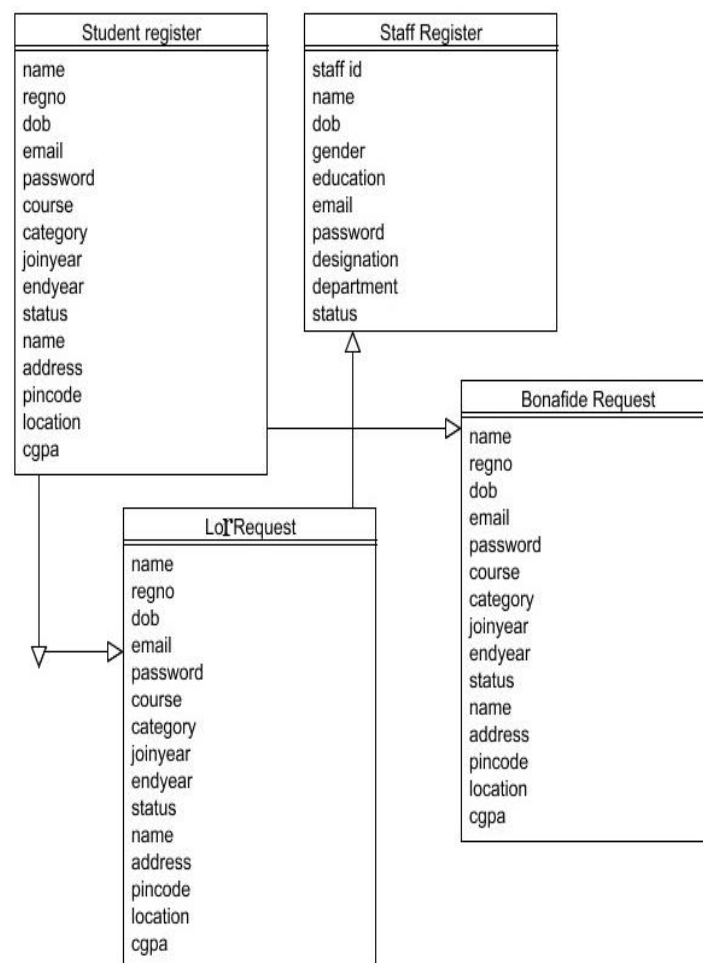 Student register
name
regno
dob
email
password
course
category
joinyear
endyear
status
name
address
pincode
location
cgpa
Staff Register
staff id
name
dob
gender
education
email
password
designation
department
status
Bonafide Request
name
regno
dob
email
password
course
category
joinyear
endyear
status
name
address
pincode
location
cgpa
LorRequest
name
regno
dob
email
password
course
category
joinyear
endyear
status
name
address
pincode
location
cgpa